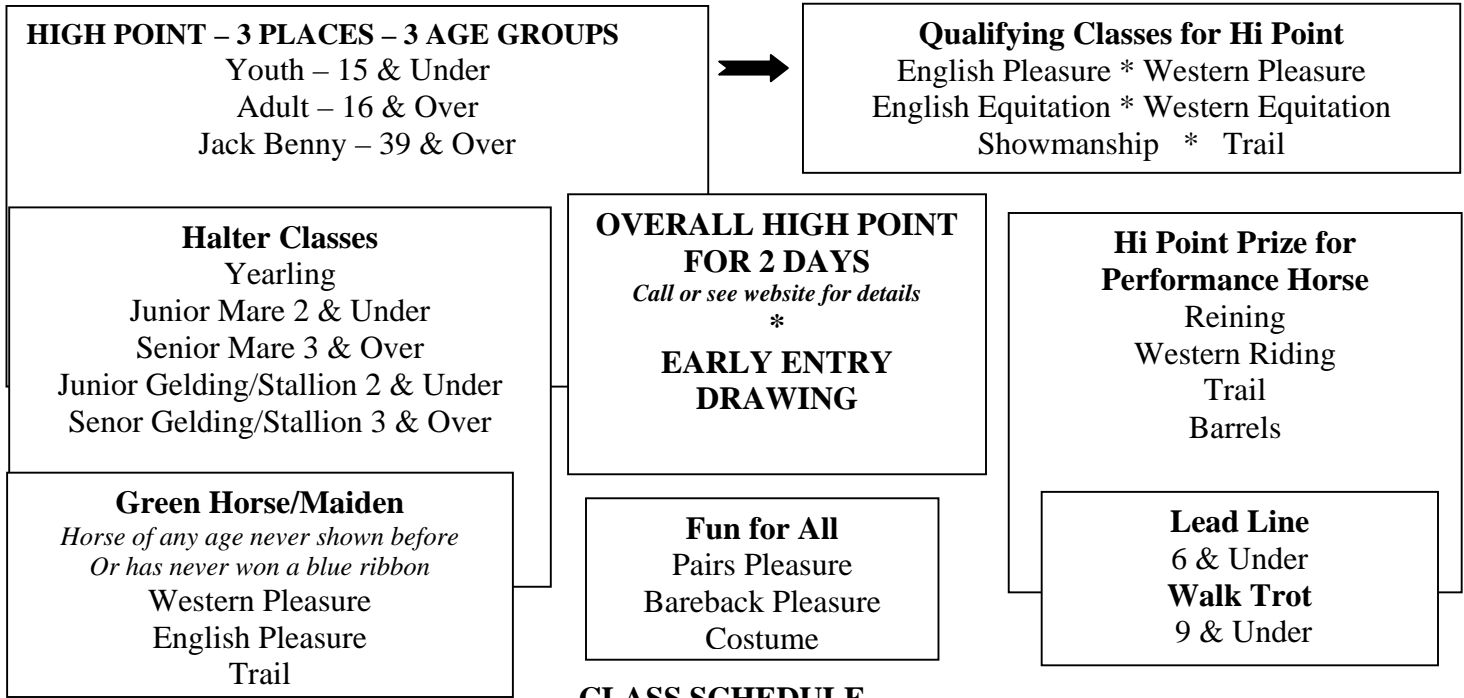 HIGH POINT – 3 PLACES – 3 AGE GROUPS
Youth – 15 & Under
Adult – 16 & Over
Jack Benny – 39 & Over
Qualifying Classes for Hi Point
English Pleasure * Western Pleasure
English Equitation * Western Equitation
Showmanship * Trail
Halter Classes
Yearling
Junior Mare 2 & Under
Senior Mare 3 & Over
Junior Gelding/Stallion 2 & Under
Senor Gelding/Stallion 3 & Over
OVERALL HIGH POINT
FOR 2 DAYS
Call or see website for details
*
EARLY ENTRY
DRAWING
Hi Point Prize for
Performance Horse
Reining
Western Riding
Trail
Barrels
Green Horse/Maiden
Horse of any age never shown before
Or has never won a blue ribbon
Western Pleasure
English Pleasure
Trail
Fun for All
Pairs Pleasure
Bareback Pleasure
Costume
Lead Line
6 & Under
Walk Trot
9 & Under
CLASS SCHEDULE